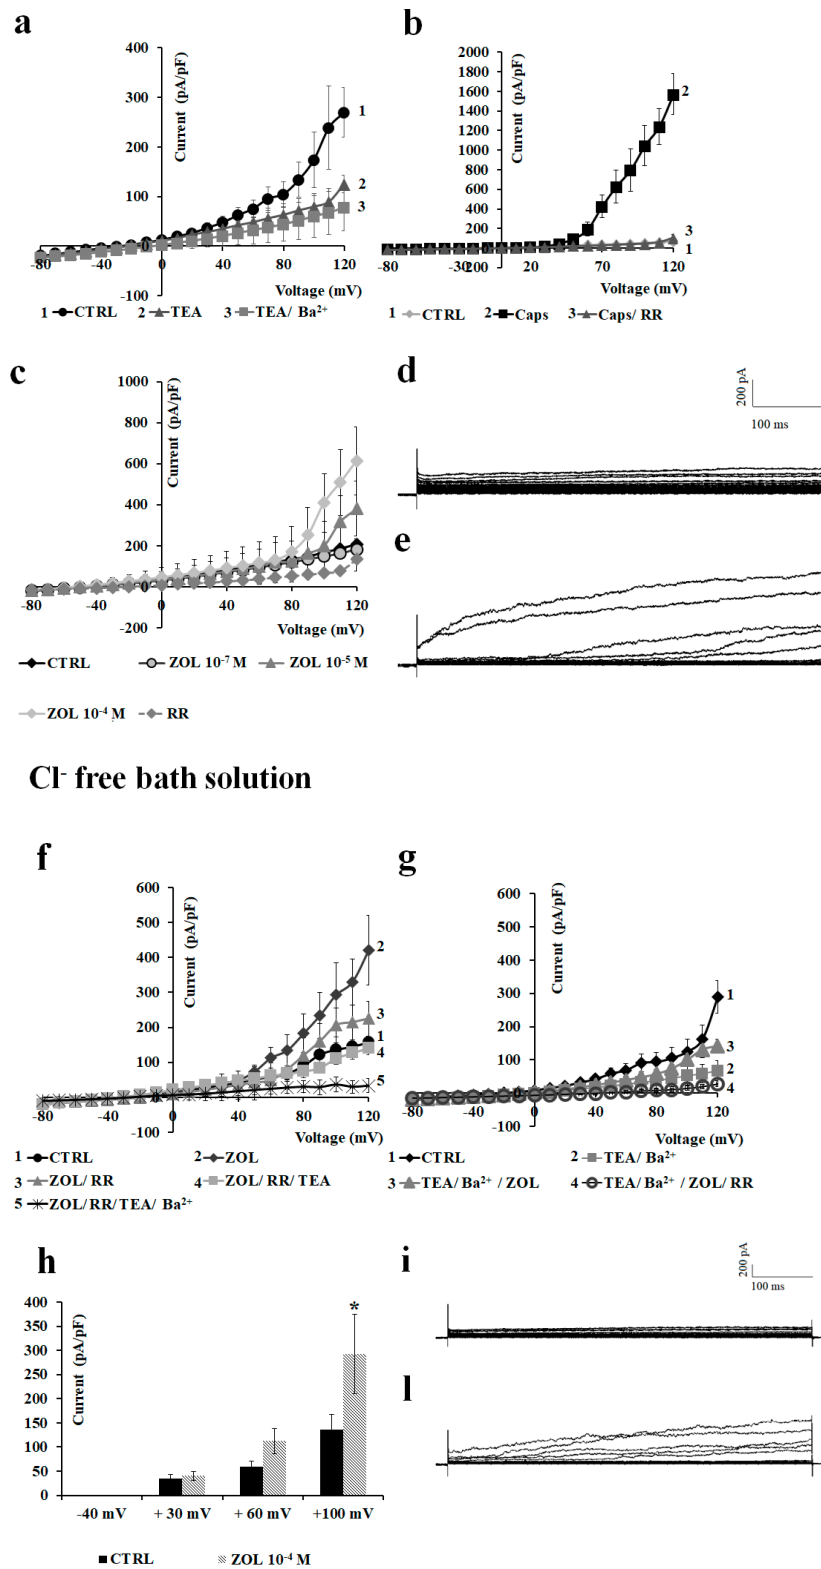 a
Current (pA/pF)
400
300
200
100
0
-100
-80 -40 0 40 80 120
Voltage (mV)
1
2
3
1 CTRL 2 TEA 3 TEA/ Ba²⁺
b
Current (pA/pF)
2000
1800
1600
1400
1200
1000
800
600
400
200
0
-200
-80 -30 20 70 120
Voltage (mV)
2
3
1
1 CTRL 2 Caps 3 Caps/ RR
c
Current (pA/pF)
1000
800
600
400
200
0
-200
-80 -40 0 40 80 120
Voltage (mV)
CTRL ZOL 10⁻⁷ M ZOL 10⁻⁵ M
ZOL 10⁻⁴ M RR
d
200 pA
100 ms
e
Cl⁻ free bath solution
f
Current (pA/pF)
600
500
400
300
200
100
0
-100
-80 -40 0 40 80 120
Voltage (mV)
2
3
1
4
5
1 CTRL 2 ZOL
3 ZOL/ RR 4 ZOL/ RR/ TEA
5 ZOL/ RR/ TEA/ Ba²⁺
g
Current (pA/pF)
600
500
400
300
200
100
0
-100
-80 -40 0 40 80 120
Voltage (mV)
1
3
2
4
1 CTRL 2 TEA/ Ba²⁺
3 TEA/ Ba²⁺ / ZOL 4 TEA/ Ba²⁺ / ZOL/ RR
h
Current (pA/pF)
400
350
300
250
200
150
100
50
0
*
-40 mV + 30 mV + 60 mV +100 mV
CTRL ZOL 10⁻⁴ M
i
200 pA
100 ms
l